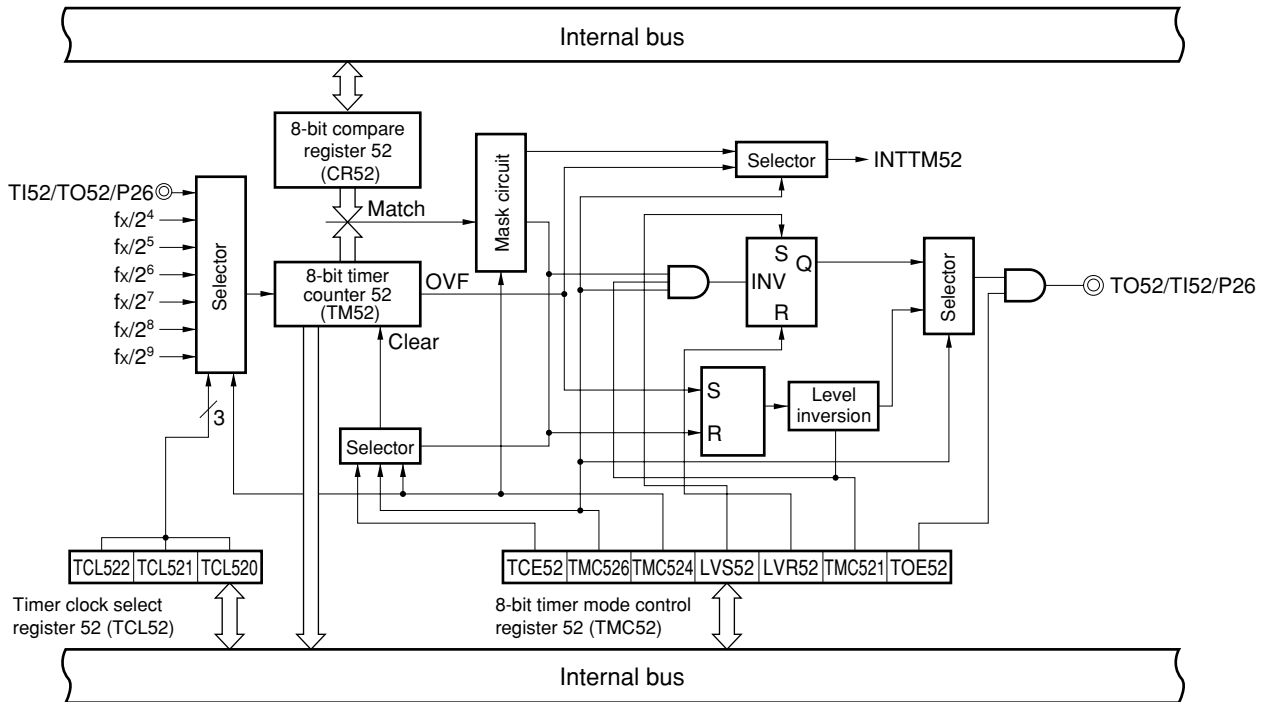 Internal bus
8-bit compare
register 52
(CR52)
Match
Mask circuit
Selector
INTTM52
TI52/TO52/P26
fx/2⁴
fx/2⁵
fx/2⁶
fx/2⁷
fx/2⁸
fx/2⁹
Selector
8-bit timer
counter 52
(TM52)
OVF
Clear
S
INV
Q
R
Selector
TO52/TI52/P26
3
Selector
S
R
Level
inversion
TCL522 TCL521 TCL520
Timer clock select
register 52 (TCL52)
TCE52 TMC526 TMC524 LVS52 LVR52 TMC521 TOE52
8-bit timer mode control
register 52 (TMC52)
Internal bus